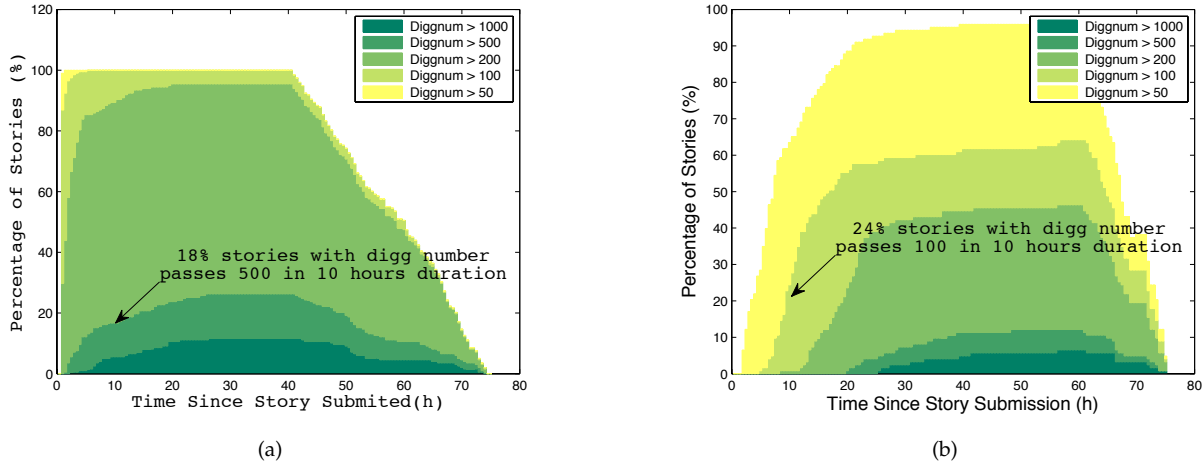 120
100
80
60
40
20
0
Percentage of Stories (%)
Diggnum > 1000
Diggnum > 500
Diggnum > 200
Diggnum > 100
Diggnum > 50
18% stories with digg number
passes 500 in 10 hours duration
0 10 20 30 40 50 60 70 80
Time Since Story Submited(h)
(a)
100
90
80
70
60
50
40
30
20
10
0
Percentage of Stories (%)
Diggnum > 1000
Diggnum > 500
Diggnum > 200
Diggnum > 100
Diggnum > 50
24% stories with digg number
passes 100 in 10 hours duration
0 10 20 30 40 50 60 70 80
Time Since Story Submission (h)
(b)